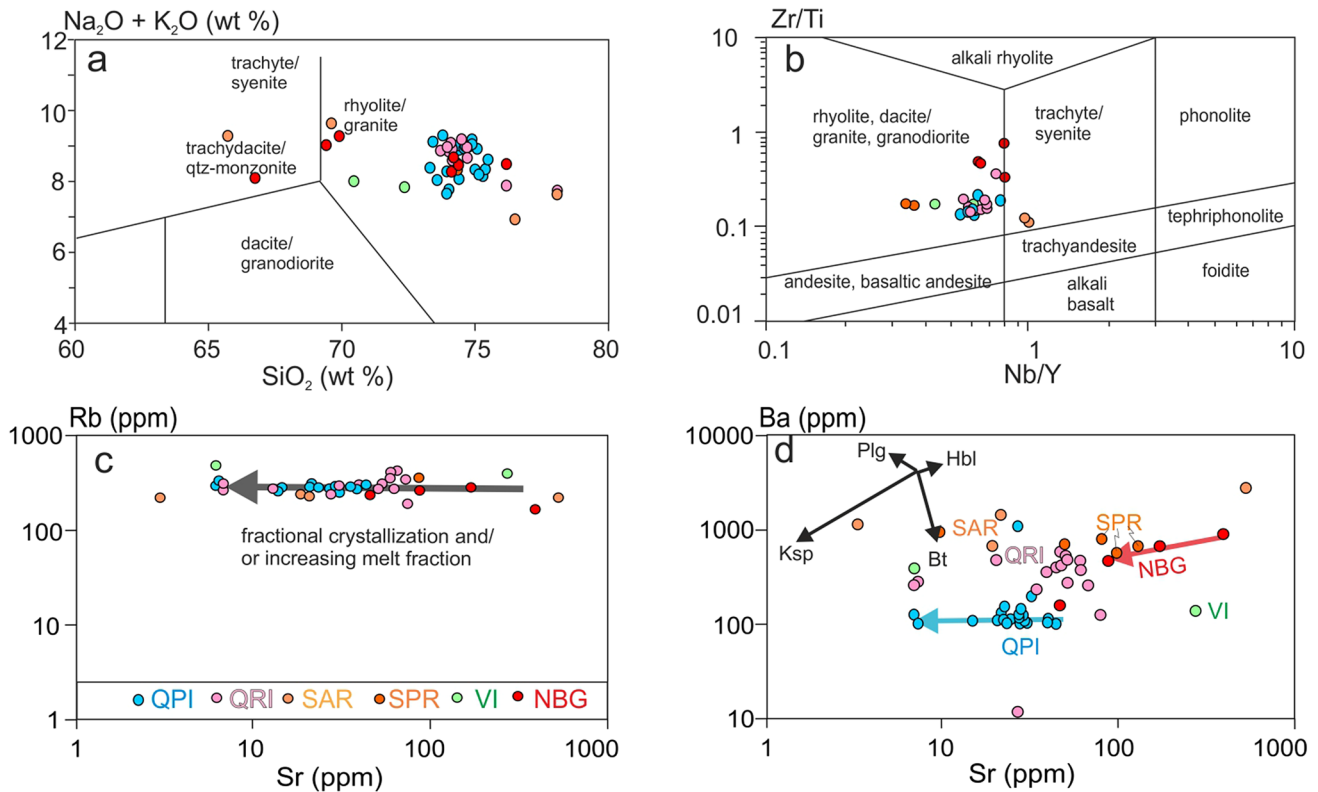 Na₂O + K₂O (wt %)
12
10
8
6
4
a
trachyte/
syenite
rhyolite/
granite
trachydacite/
qtz-monzonite
dacite/
granodiorite
60
65
70
75
80
SiO₂ (wt %)
Zr/Ti
10
1
0.1
0.01
b
alkali rhyolite
rhyolite, dacite/
granite, granodiorite
trachyte/
syenite
phonolite
tephriphonolite
trachyandesite
andesite, basaltic andesite
alkali
basalt
foidite
0.1
1
10
Nb/Y
Rb (ppm)
1000
100
10
1
c
fractional crystallization and/
or increasing melt fraction
QPI
QRI
SAR
SPR
VI
NBG
1
10
100
1000
Sr (ppm)
Ba (ppm)
10000
1000
100
10
d
Plg
Hbl
Ksp
Bt
SAR
SPR
QRI
NBG
VI
QPI
1
10
100
1000
Sr (ppm)